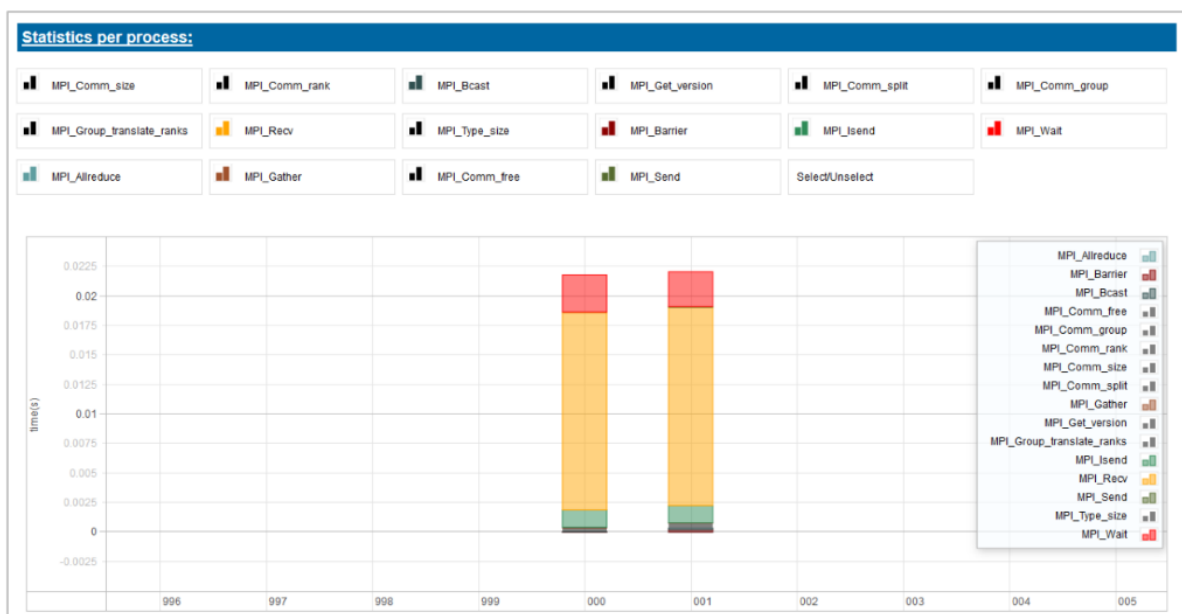 Statistics per process:
MPI_Comm_size MPI_Comm_rank MPI_Bcast MPI_Get_version MPI_Comm_split MPI_Comm_group
MPI_Group_translate_ranks MPI_Recv MPI_Type_size MPI_Barrier MPI_Isend MPI_Wait
MPI_Allreduce MPI_Gather MPI_Comm_free MPI_Send Select/Unselect
0.0225
0.02
0.0175
0.015
0.0125
0.01
0.0075
0.005
0.0025
0
-0.0025
time(s)
996 997 998 999 000 001 002 003 004 005
MPI_Allreduce
MPI_Barrier
MPI_Bcast
MPI_Comm_free
MPI_Comm_group
MPI_Comm_rank
MPI_Comm_size
MPI_Comm_split
MPI_Gather
MPI_Get_version
MPI_Group_translate_ranks
MPI_Isend
MPI_Recv
MPI_Send
MPI_Type_size
MPI_Wait